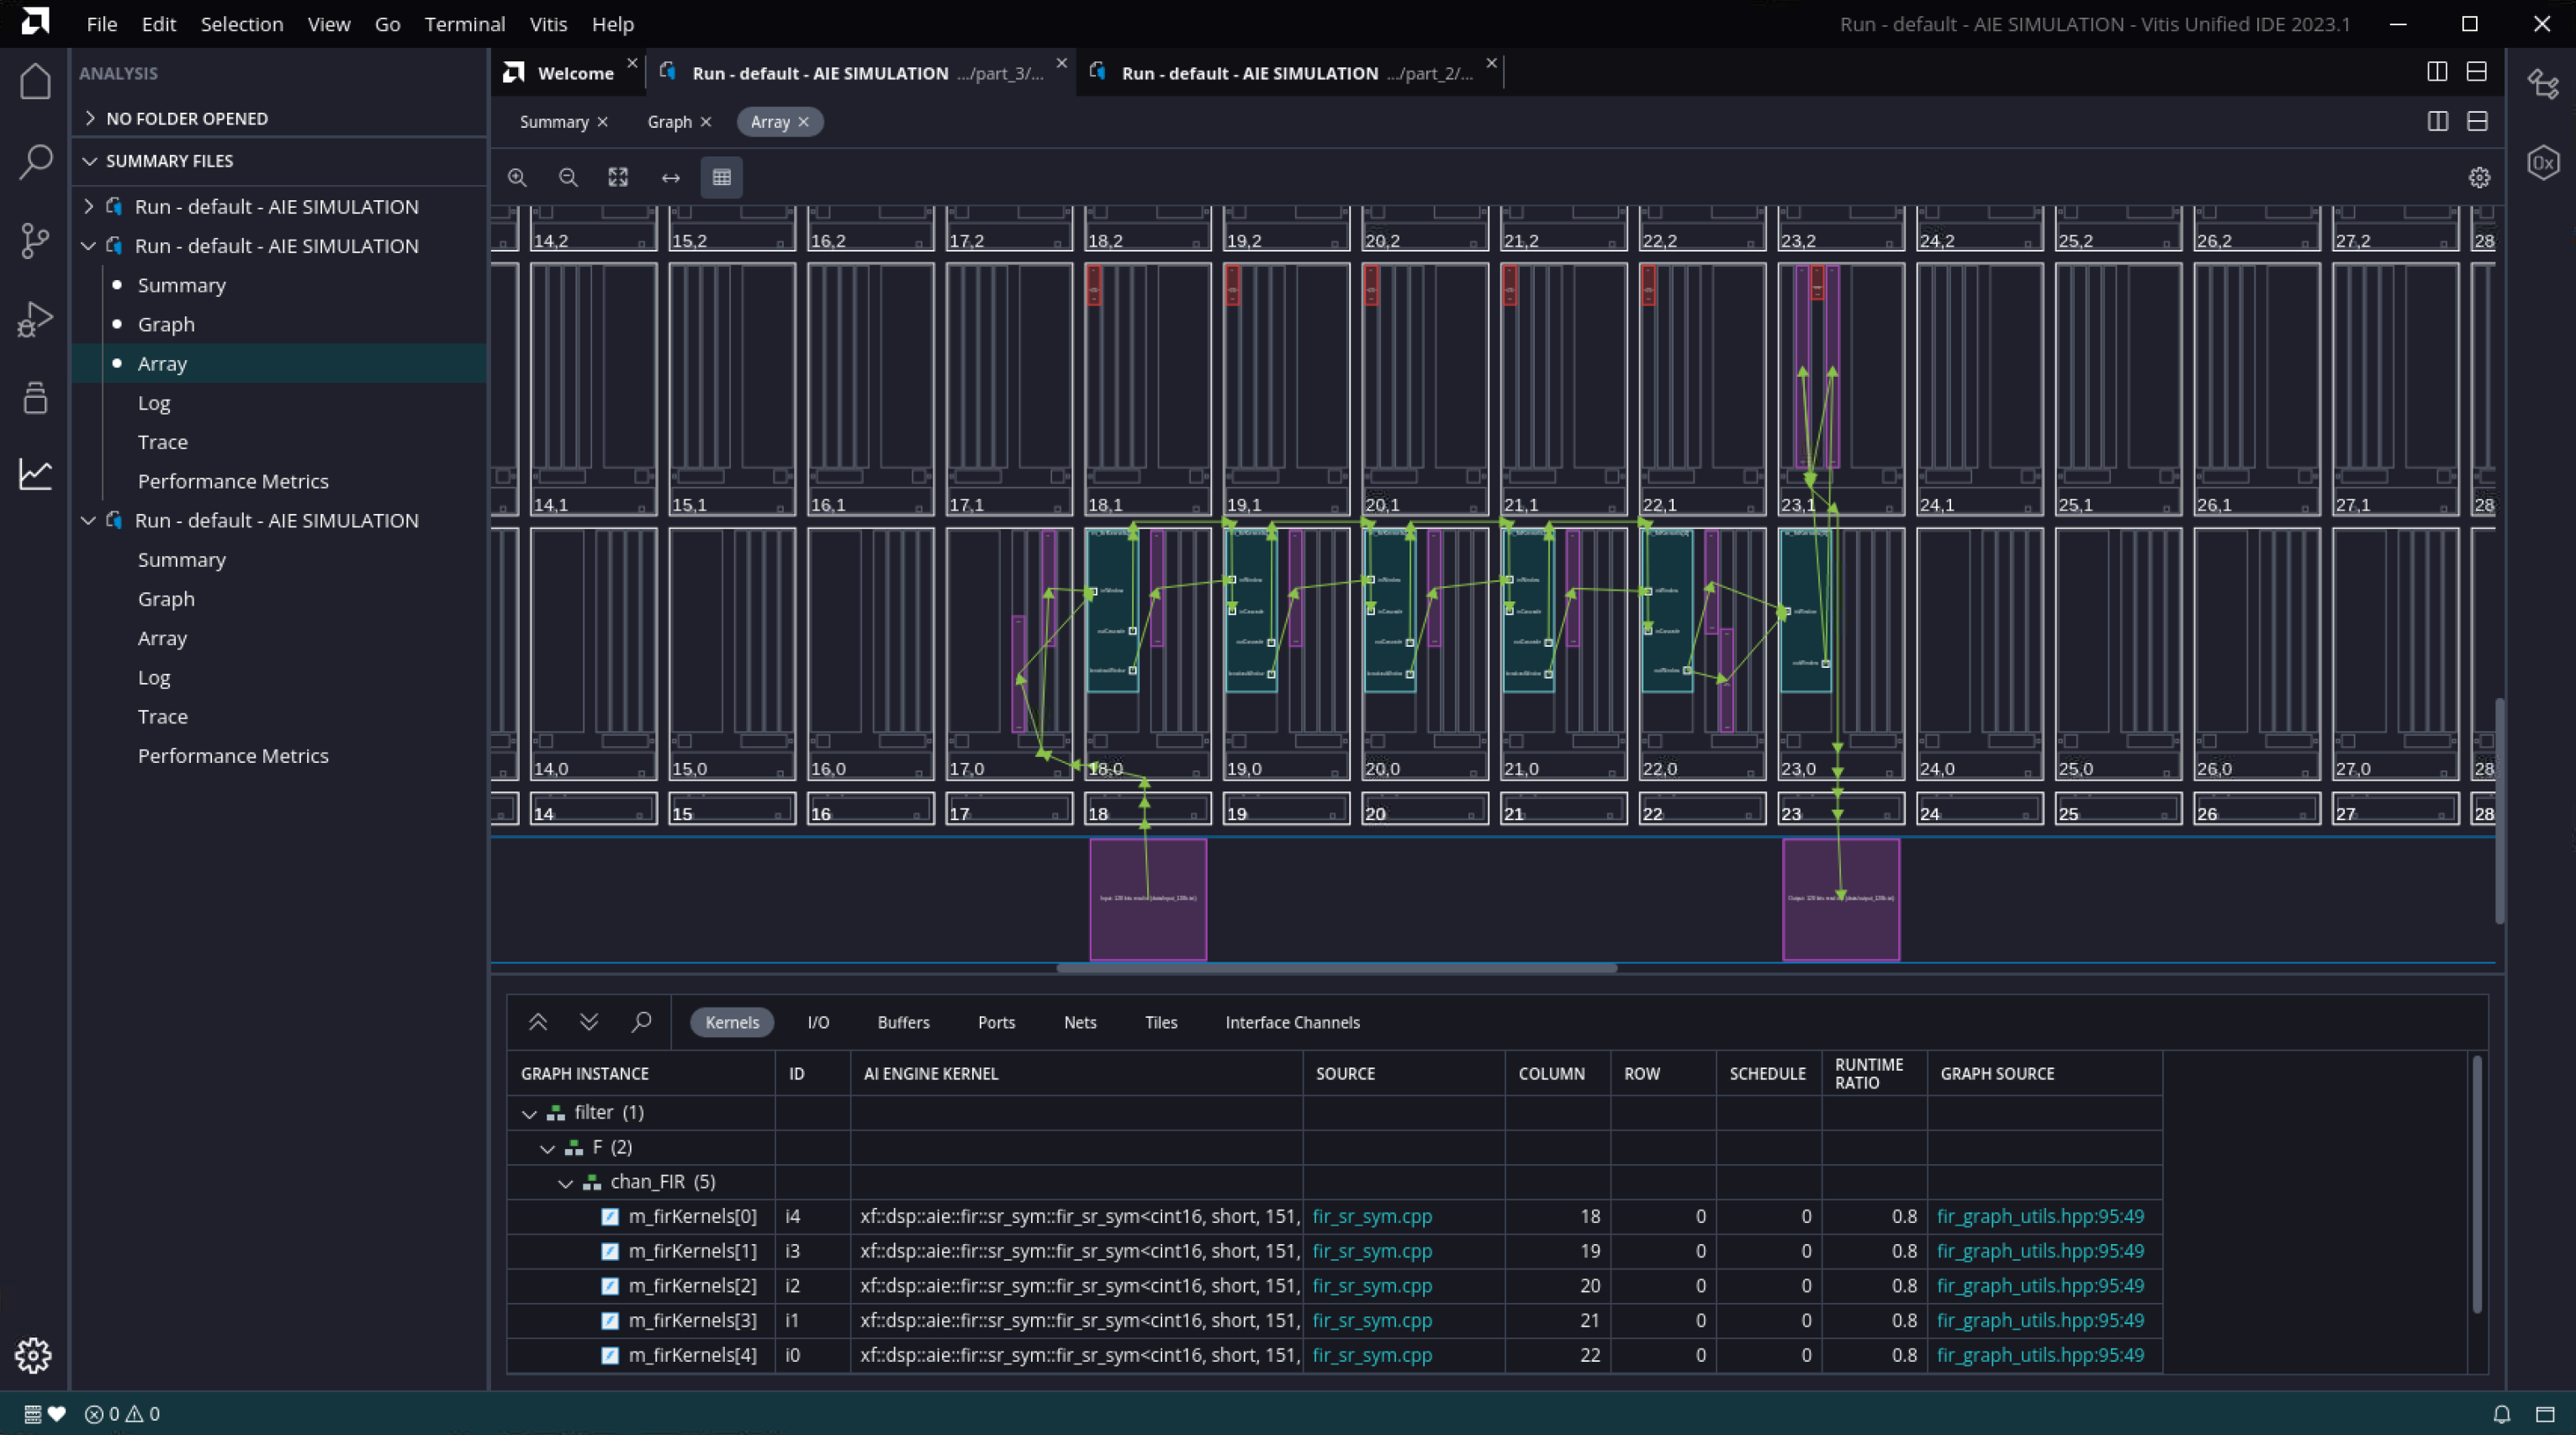 File Edit Selection View Go Terminal Vitis Help
Run - default - AIE SIMULATION - Vitis Unified IDE 2023.1
ANALYSIS
NO FOLDER OPENED
SUMMARY FILES
Run - default - AIE SIMULATION
Run - default - AIE SIMULATION
Summary
Graph
Array
Log
Trace
Performance Metrics
Run - default - AIE SIMULATION
Summary
Graph
Array
Log
Trace
Performance Metrics
Welcome
Run - default - AIE SIMULATION .../part_3/...
Run - default - AIE SIMULATION .../part_2/...
Summary Graph Array
0x
14,2 15,2 16,2 17,2 18,2 19,2 20,2 21,2 22,2 23,2 24,2 25,2 26,2 27,2 28
14,1 15,1 16,1 17,1 18,1 19,1 20,1 21,1 22,1 23,1 24,1 25,1 26,1 27,1 28
14,0 15,0 16,0 17,0 18,0 19,0 20,0 21,0 22,0 23,0 24,0 25,0 26,0 27,0 28
14 15 16 17 18 19 20 21 22 23 24 25 26 27 28
Kernels I/O Buffers Ports Nets Tiles Interface Channels
GRAPH INSTANCE ID AI ENGINE KERNEL SOURCE COLUMN ROW SCHEDULE RUNTIME RATIO GRAPH SOURCE
filter (1)
F (2)
chan_FIR (5)
m_firKernels[0] i4 xf::dsp::aie::fir::sr_sym::fir_sr_sym<cint16, short, 151, fir_sr_sym.cpp 18 0 0 0.8 fir_graph_utils.hpp:95:49
m_firKernels[1] i3 xf::dsp::aie::fir::sr_sym::fir_sr_sym<cint16, short, 151, fir_sr_sym.cpp 19 0 0 0.8 fir_graph_utils.hpp:95:49
m_firKernels[2] i2 xf::dsp::aie::fir::sr_sym::fir_sr_sym<cint16, short, 151, fir_sr_sym.cpp 20 0 0 0.8 fir_graph_utils.hpp:95:49
m_firKernels[3] i1 xf::dsp::aie::fir::sr_sym::fir_sr_sym<cint16, short, 151, fir_sr_sym.cpp 21 0 0 0.8 fir_graph_utils.hpp:95:49
m_firKernels[4] i0 xf::dsp::aie::fir::sr_sym::fir_sr_sym<cint16, short, 151, fir_sr_sym.cpp 22 0 0 0.8 fir_graph_utils.hpp:95:49
0 0